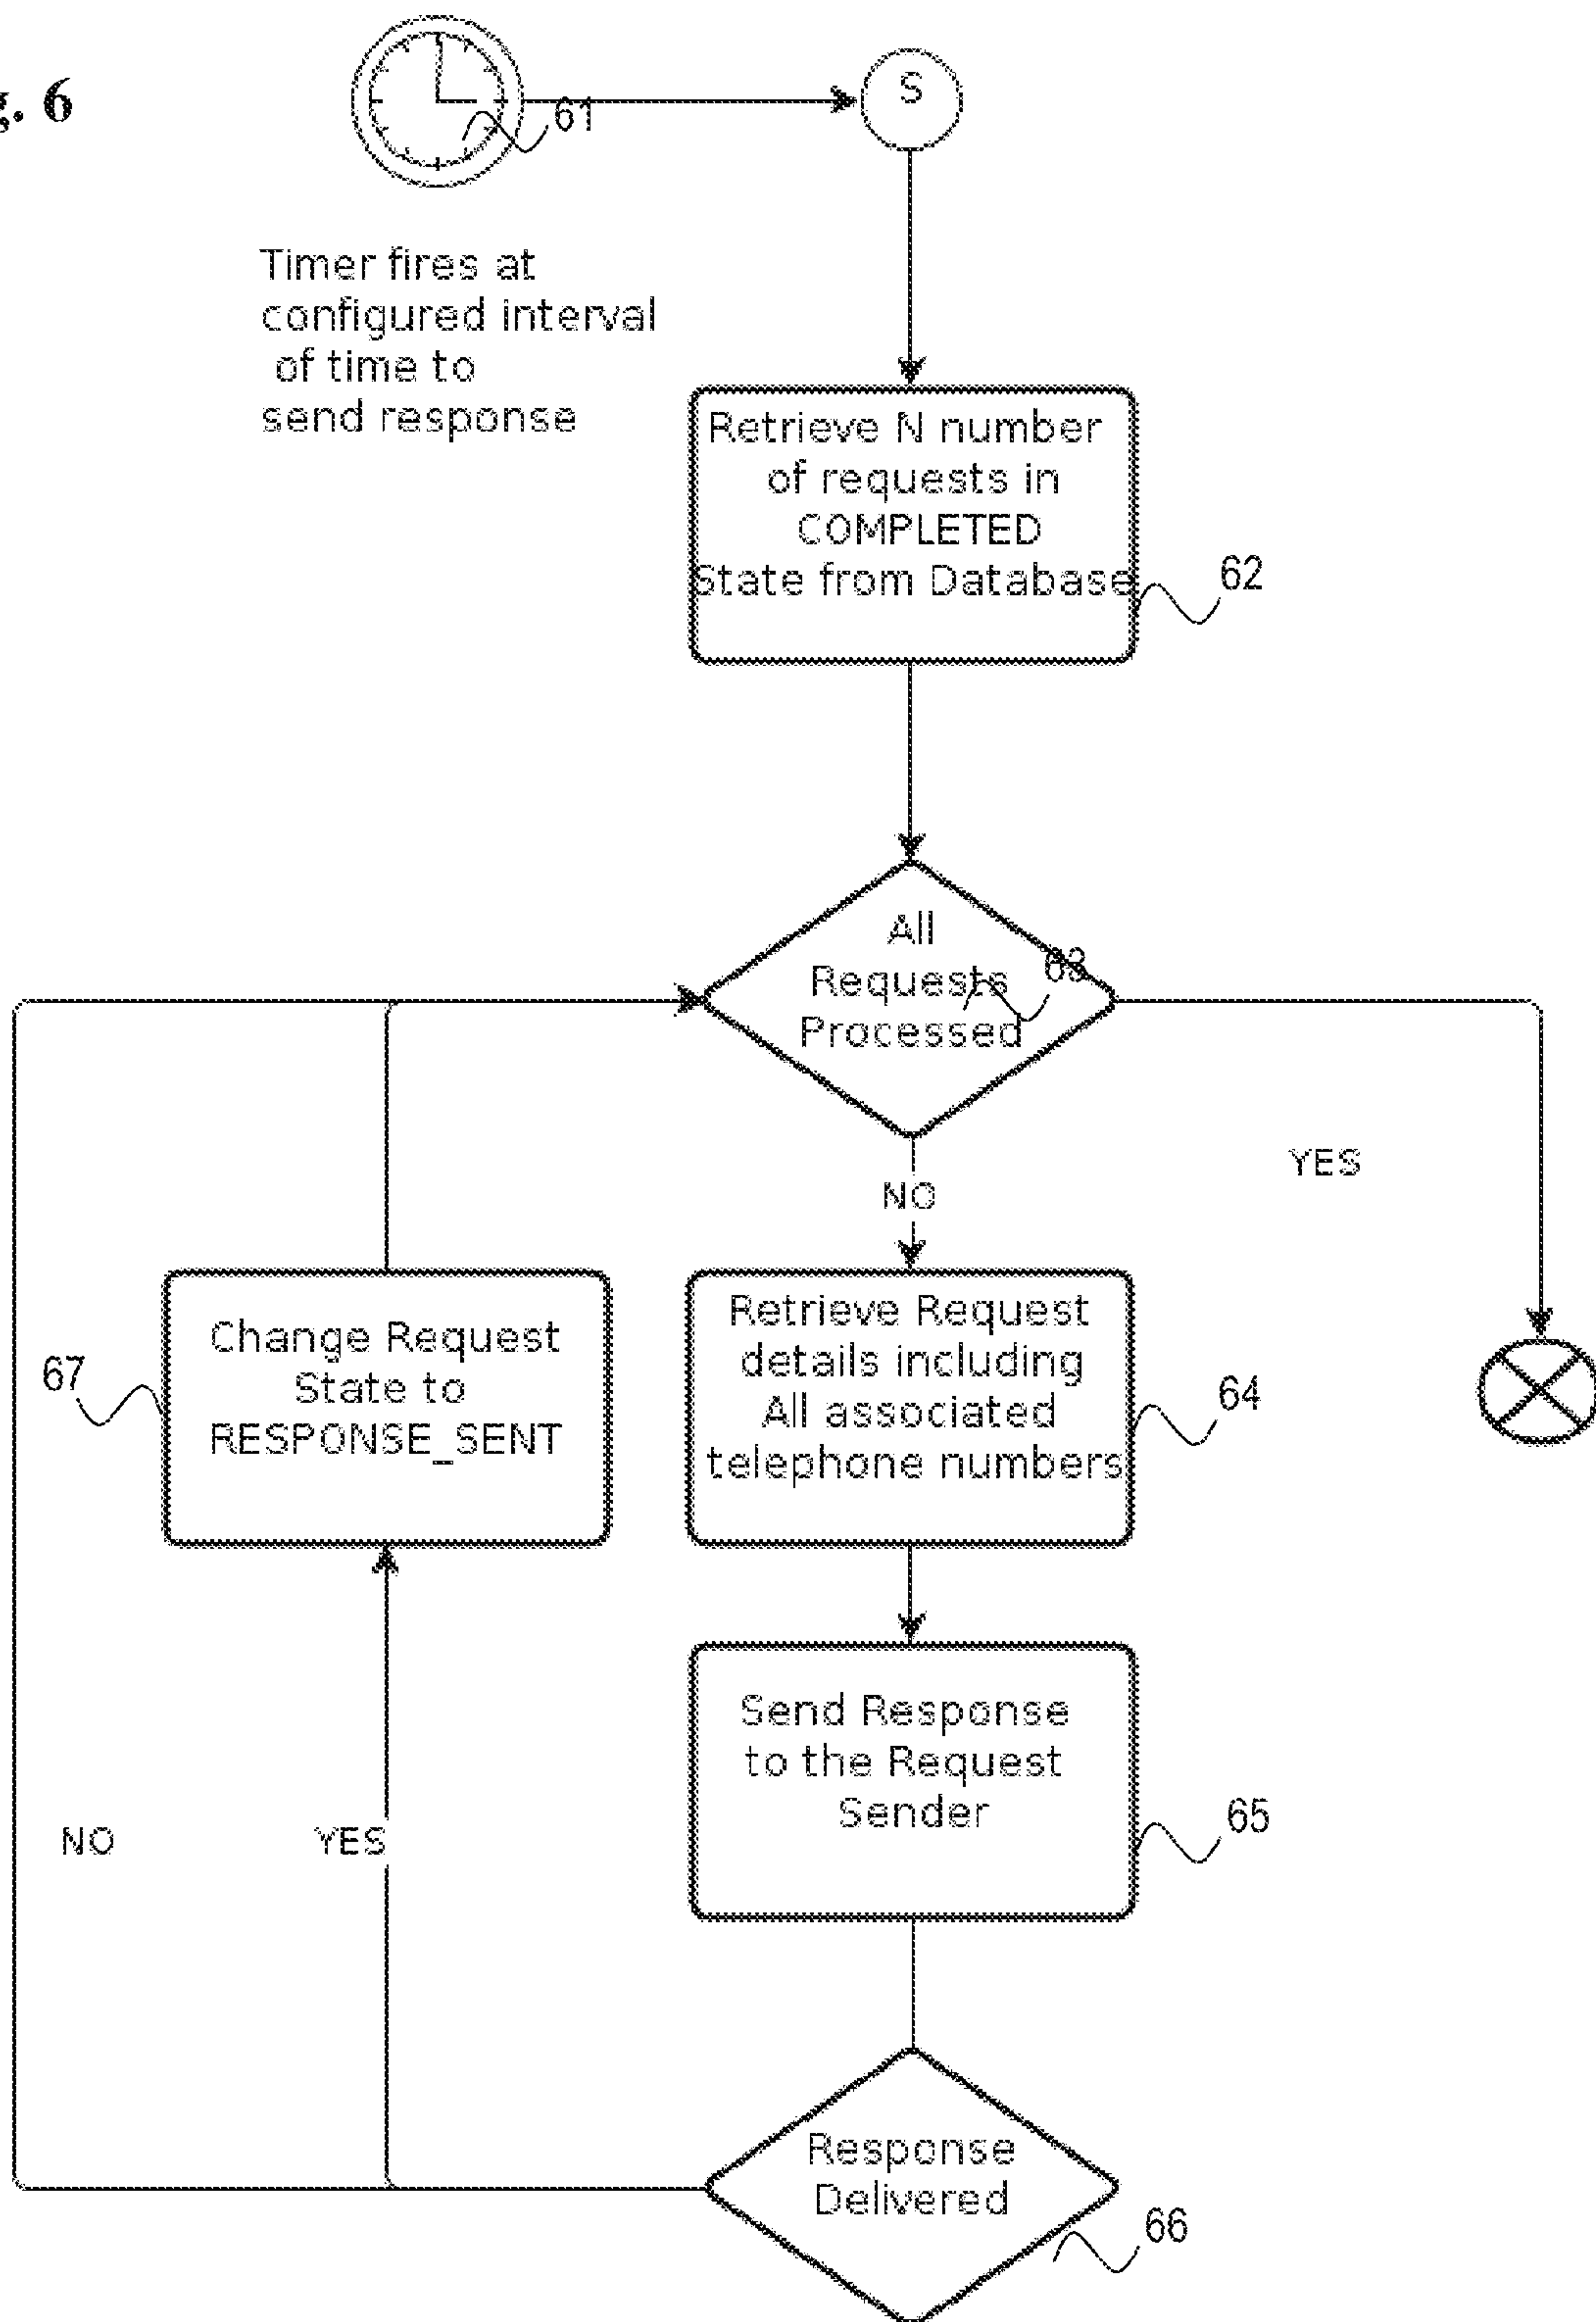 g. 6
61
S
Timer fires at
configured interval
of time to
send response
Retrieve N number
of requests in
COMPLETED
State from Database
62
All
Requests
Processed
63
YES
NO
Change Request
State to
RESPONSE_SENT
67
Retrieve Request
details including
All associated
telephone numbers
64
Send Response
to the Request
Sender
65
NO
YES
Response
Delivered
66